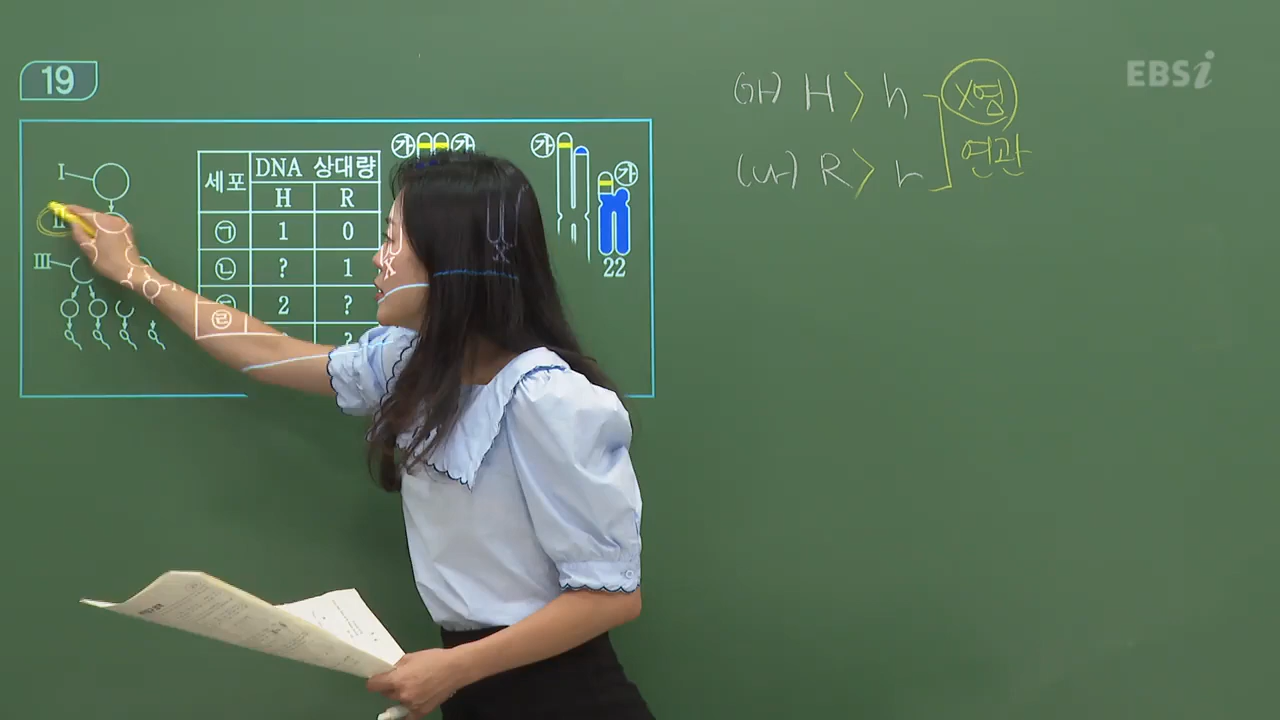 19
EBSi
(가) H > h X염
(나) R > r 연관
가 가 가 가
세포 DNA 상대량
H R
Ⅰ
㉠ 1 0
Ⅱ
㉡ ? 1
Ⅲ
22
㉢ 2 ?
㉣ ?